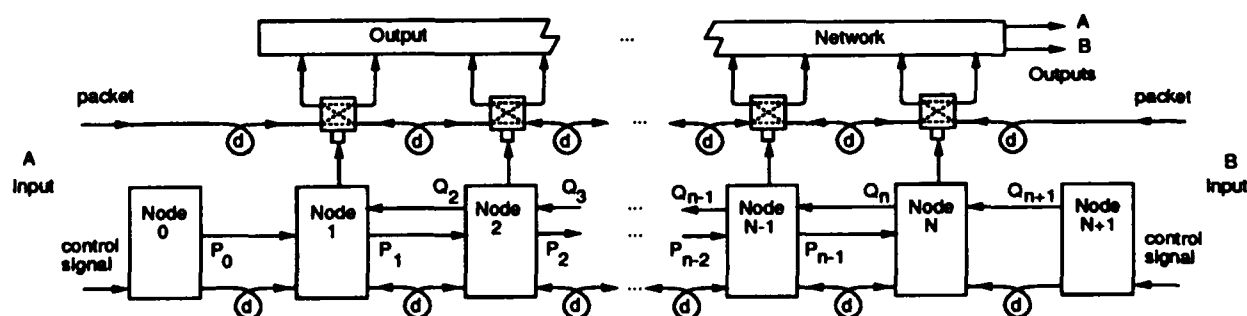 Output ... Network A
B
Outputs
packet packet
d d d ... d d d
A
Input
B
Input
Q2 Q3 ... Qn-1 Qn Qn+1
Node
0
Node
1
Node
2
Node
N-1
Node
N
Node
N+1
P0 P1 P2 ... Pn-2 Pn-1
control
signal
control
signal
d d d ... d d d